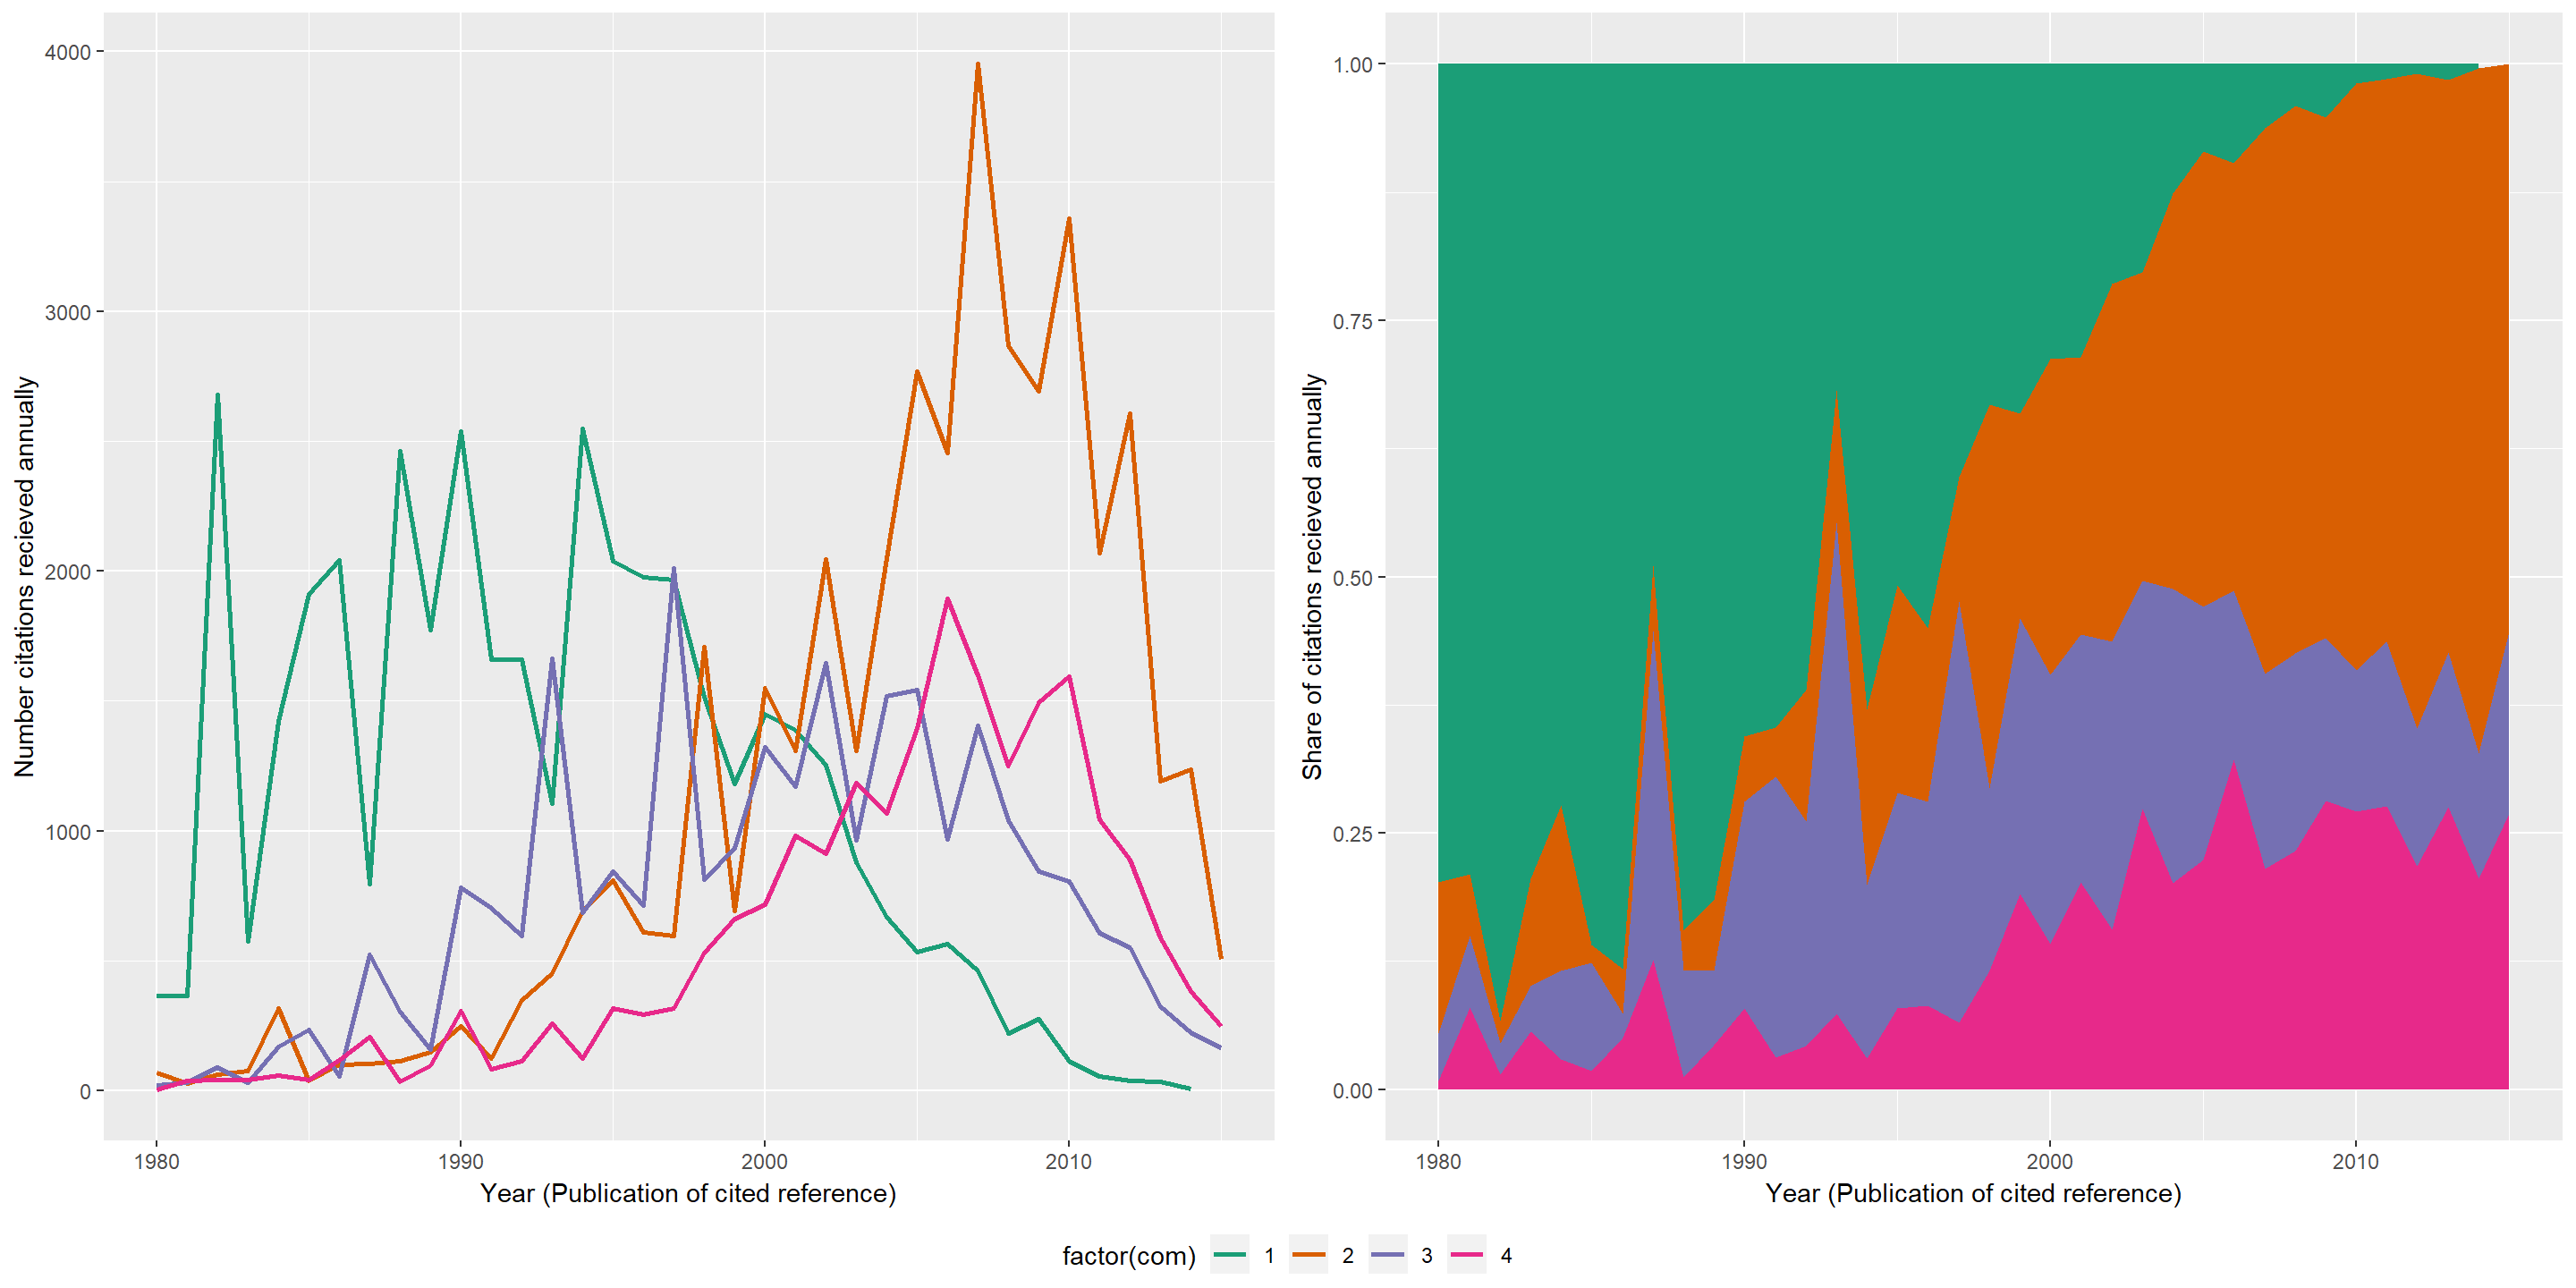 4000
3000
2000
1000
0
Number citations recieved annually
1980 1990 2000 2010
Year (Publication of cited reference)
1.00
0.75
0.50
0.25
0.00
Share of citations recieved annually
1980 1990 2000 2010
Year (Publication of cited reference)
factor(com) 1 2 3 4